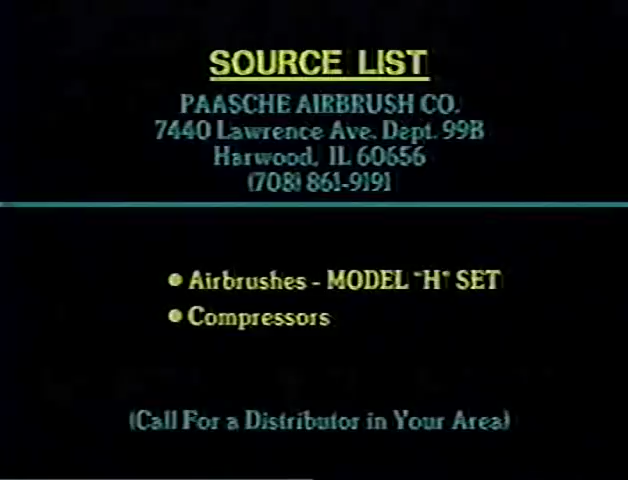 SOURCE LIST
PAASCHE AIRBRUSH CO.
7440 Lawrence Ave. Dept. 99B
Harwood, IL 60656
(708) 861-9191
• Airbrushes - MODEL "H" SET
• Compressors
(Call For a Distributor in Your Area)